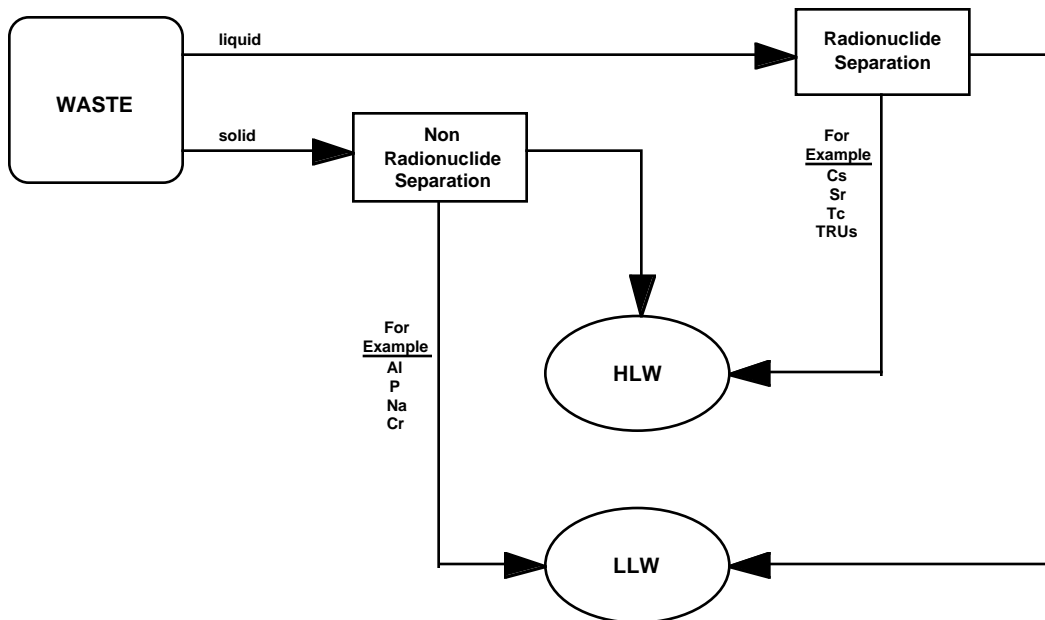 liquid
Radionuclide
Separation
WASTE
solid
Non
Radionuclide
Separation
For
Example
Cs
Sr
Tc
TRUs
For
Example
Al
P
Na
Cr
HLW
LLW